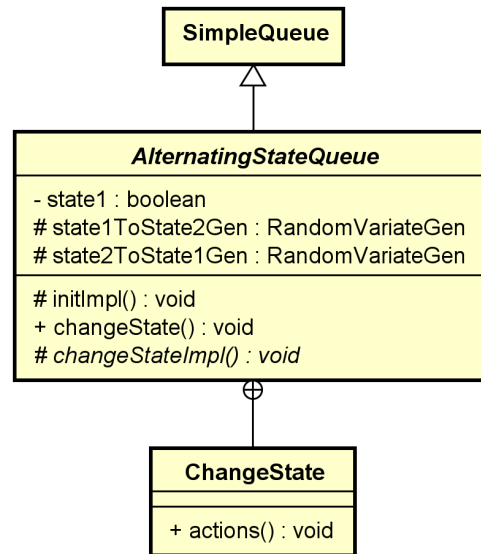 SimpleQueue
AlternatingStateQueue
- state1 : boolean
# state1ToState2Gen : RandomVariateGen
# state2ToState1Gen : RandomVariateGen
# initImpl() : void
+ changeState() : void
# changeStateImpl() : void
ChangeState
+ actions() : void